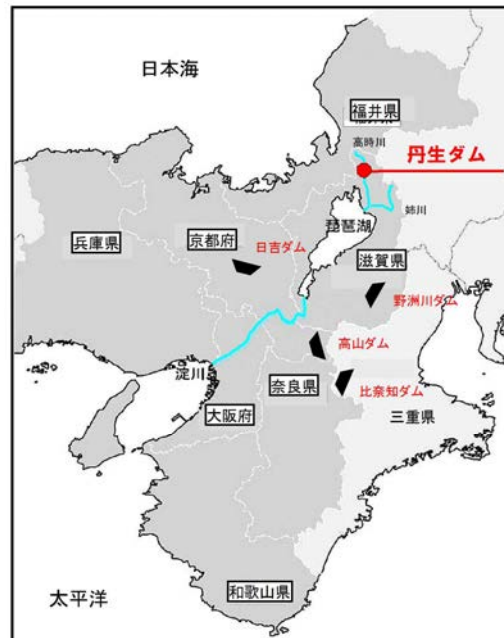 日本海
福井県
高時川
丹生ダム
琵琶湖
姉川
兵庫県
京都府
日吉ダム
滋賀県
野洲川ダム
高山ダム
淀川
奈良県
比奈知ダム
大阪府
三重県
和歌山県
太平洋